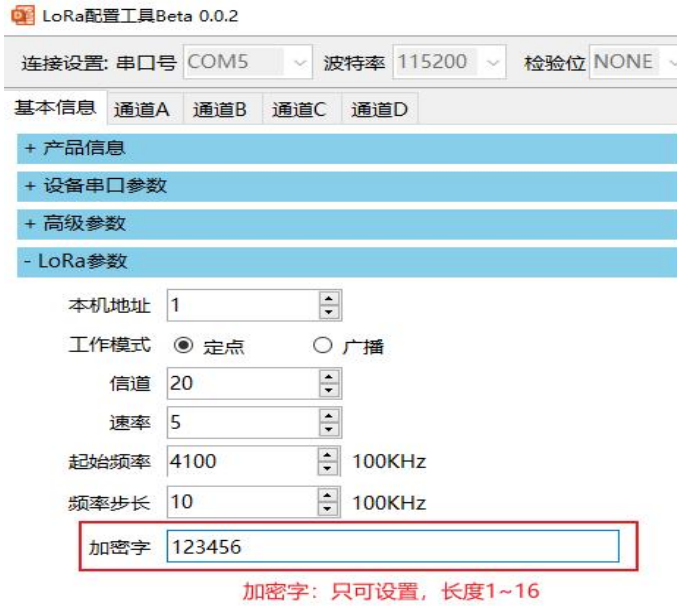 LoRa配置工具Beta 0.0.2
连接设置: 串口号 COM5 波特率 115200 检验位 NONE
基本信息 通道A 通道B 通道C 通道D
+ 产品信息
+ 设备串口参数
+ 高级参数
- LoRa参数
本机地址 1
工作模式 定点 广播
信道 20
速率 5
起始频率 4100 100KHz
频率步长 10 100KHz
加密字 123456
加密字：只可设置，长度1~16